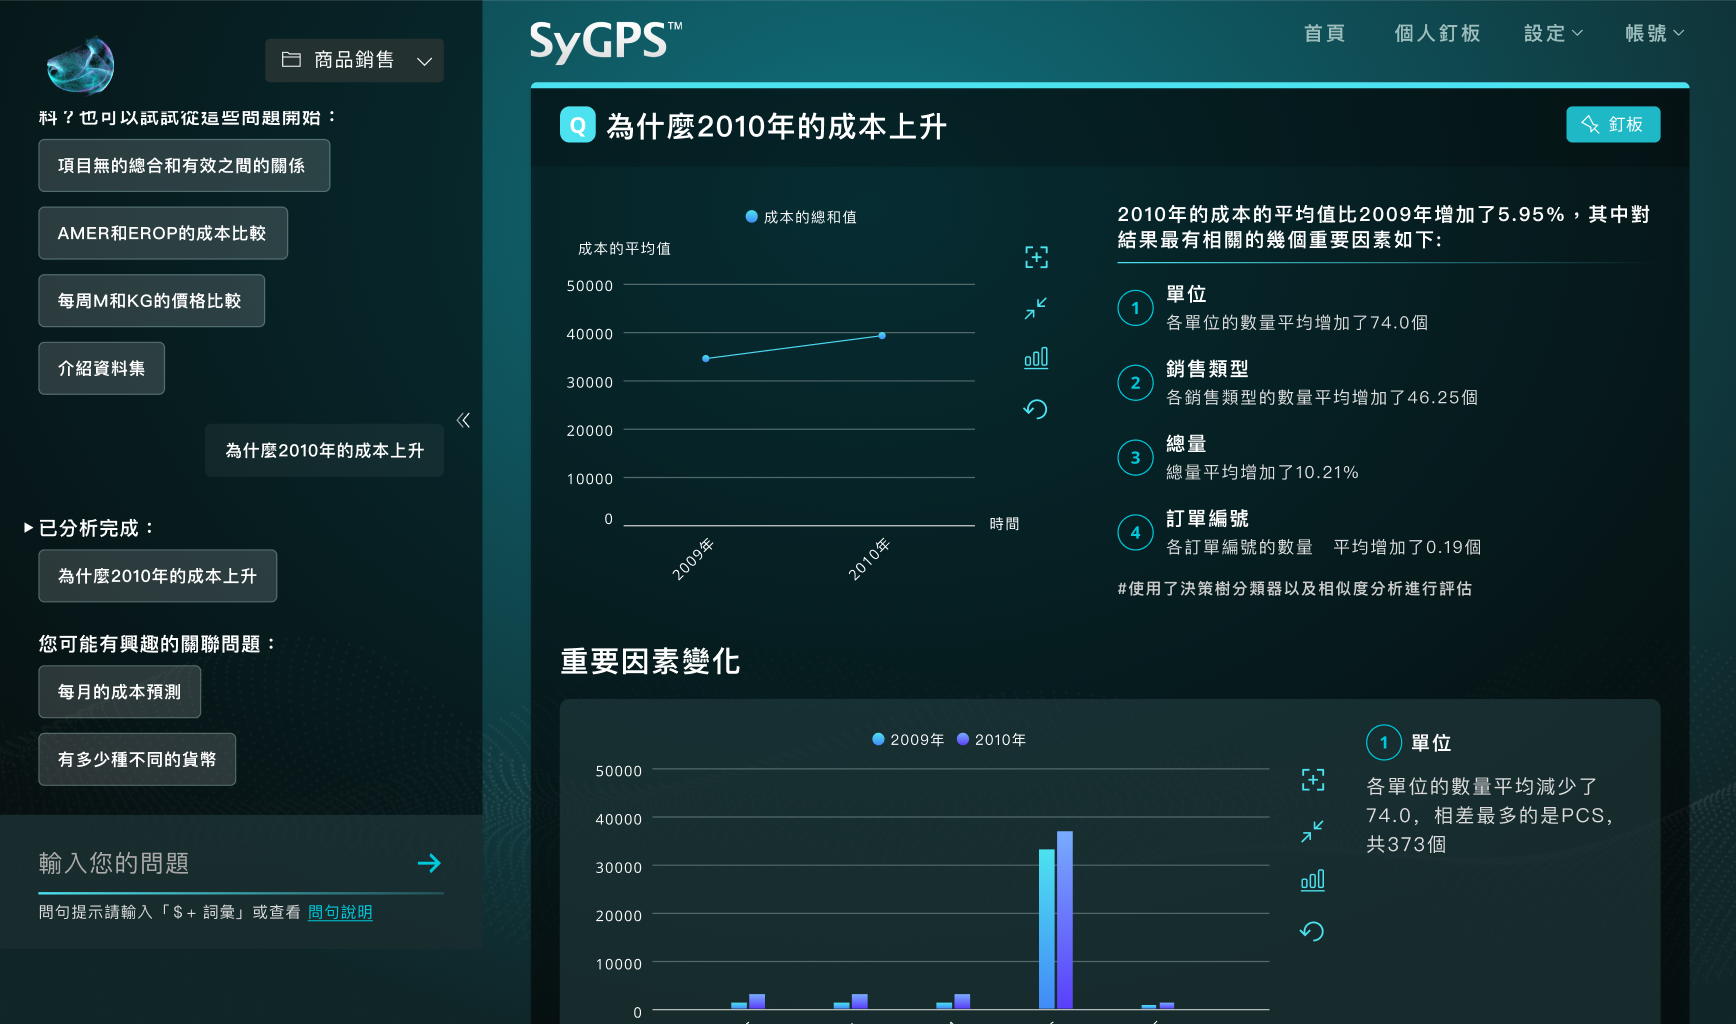 商品銷售
料？也可以試試從這些問題開始：
項目無的總合和有效之間的關係
AMER和EROP的成本比較
每周M和KG的價格比較
介紹資料集
為什麼2010年的成本上升
已分析完成：
為什麼2010年的成本上升
您可能有興趣的關聯問題：
每月的成本預測
有多少種不同的貨幣
輸入您的問題
問句提示請輸入「＄+ 詞彙」或查看 問句說明
SyGPS™
首頁 個人釘板 設定 帳號
Q 為什麼2010年的成本上升
釘板
成本的總和值
成本的平均值
50000
40000
30000
20000
10000
0
時間
2009年 2010年
2010年的成本的平均值比2009年增加了5.95%，其中對
結果最有相關的幾個重要因素如下:
1 單位
各單位的數量平均增加了74.0個
2 銷售類型
各銷售類型的數量平均增加了46.25個
3 總量
總量平均增加了10.21%
4 訂單編號
各訂單編號的數量 平均增加了0.19個
#使用了決策樹分類器以及相似度分析進行評估
重要因素變化
2009年 2010年
50000
40000
30000
20000
10000
0
1 單位
各單位的數量平均減少了
74.0, 相差最多的是PCS,
共373個